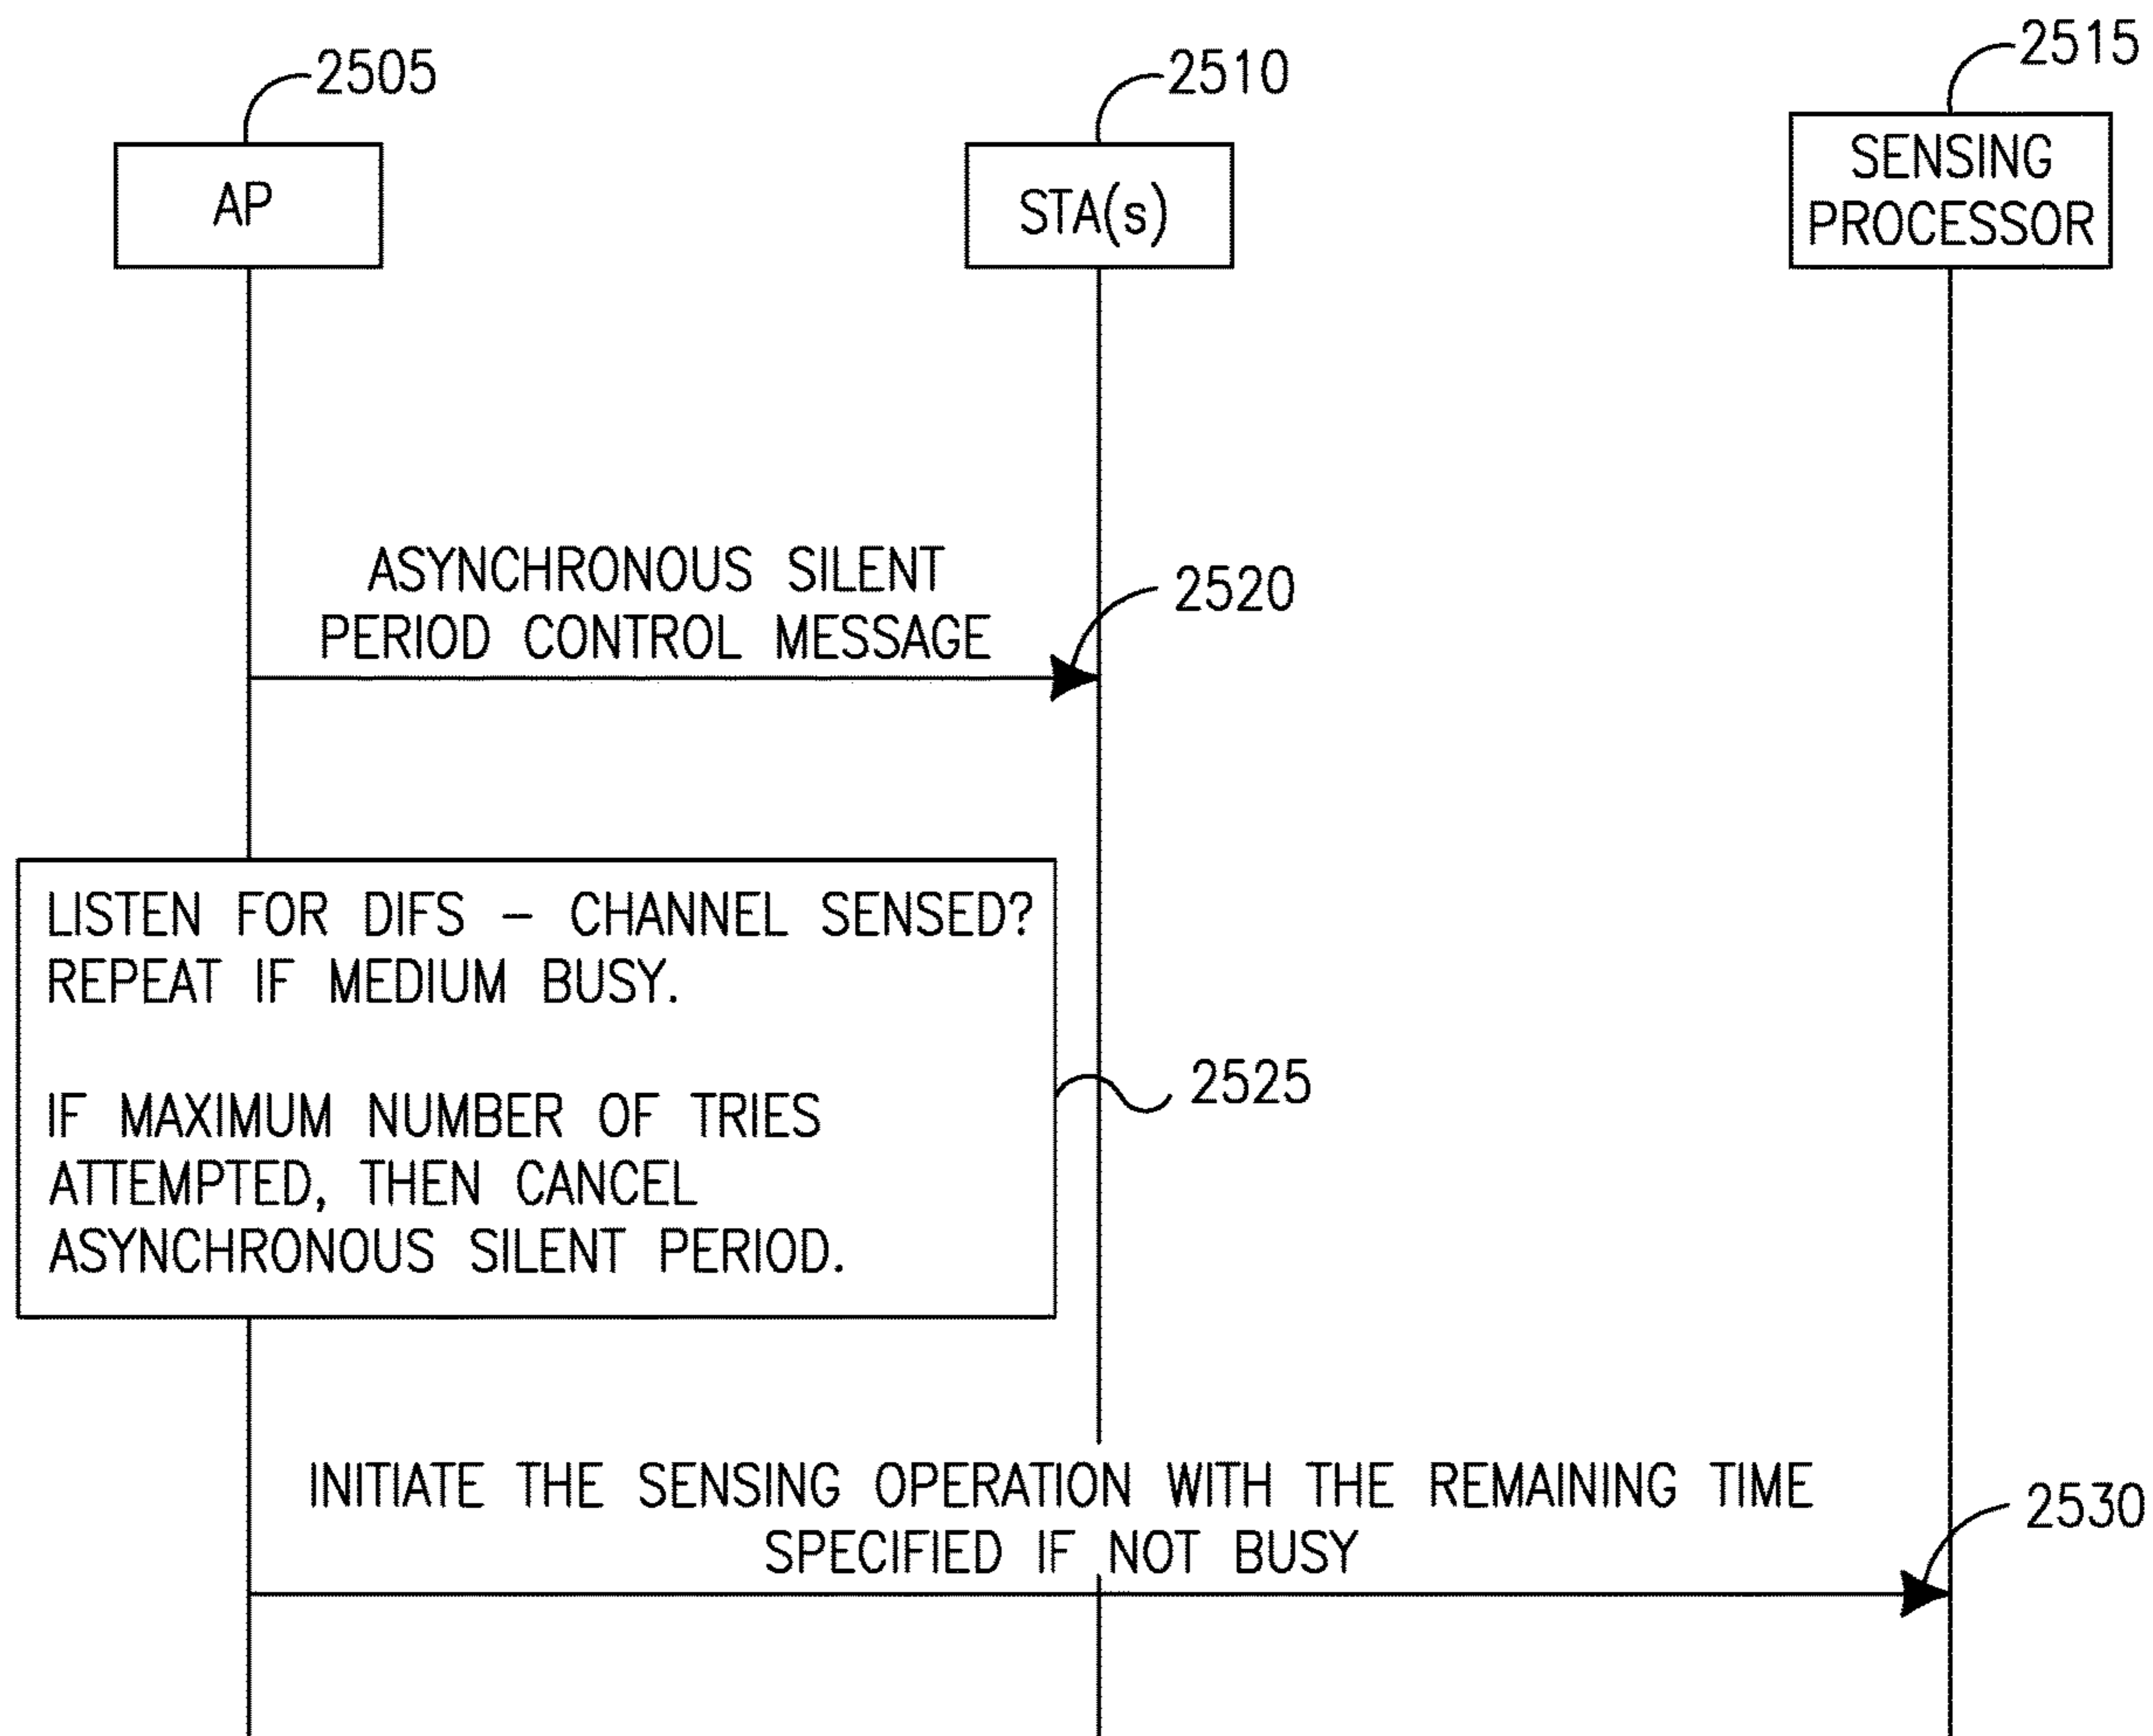 2505
2510
2515
AP
STA(s)
SENSING
PROCESSOR
ASYNCHRONOUS SILENT
PERIOD CONTROL MESSAGE
2520
LISTEN FOR DIFS – CHANNEL SENSED?
REPEAT IF MEDIUM BUSY.
IF MAXIMUM NUMBER OF TRIES
ATTEMPTED, THEN CANCEL
ASYNCHRONOUS SILENT PERIOD.
2525
INITIATE THE SENSING OPERATION WITH THE REMAINING TIME
SPECIFIED IF NOT BUSY
2530